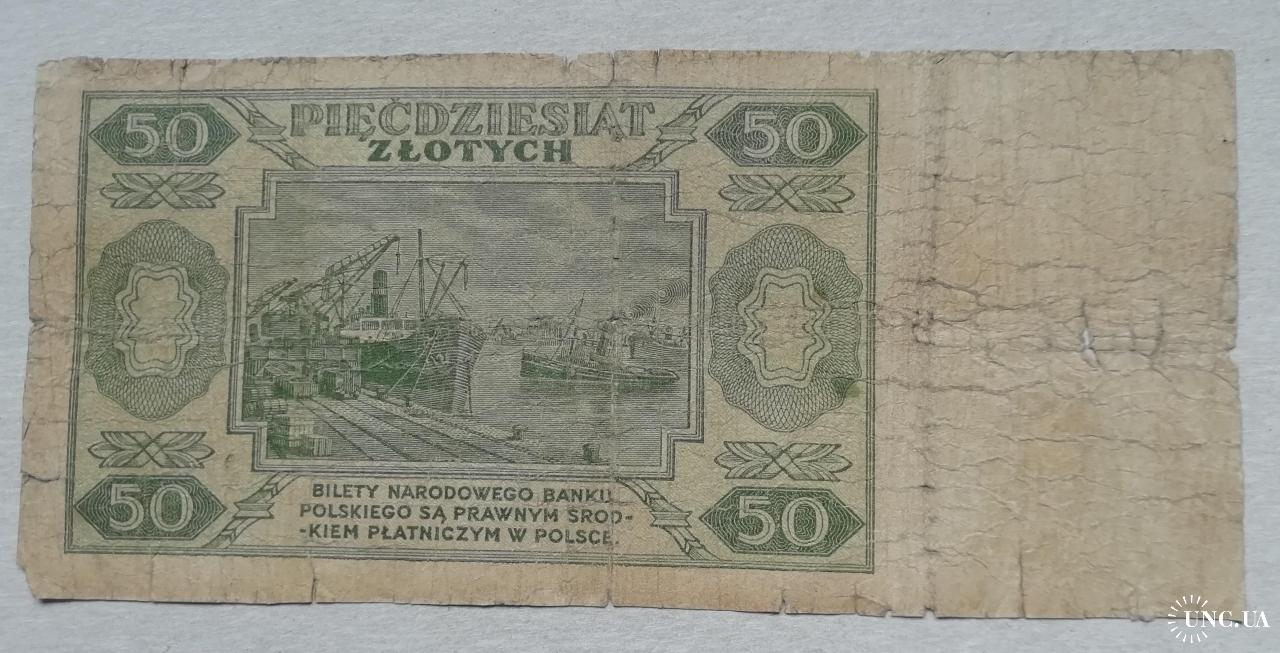 50 PIĘĆDZIESIĄT 50
ZŁOTYCH
BILETY NARODOWEGO BANKU
POLSKIEGO SĄ PRAWNYM ŚROD-
-KIEM PŁATNICZYM W POLSCE.
50 50
UNC.UA